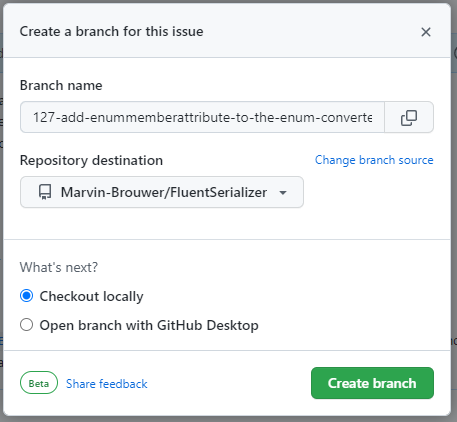 Create a branch for this issue
Branch name
127-add-enummemberattribute-to-the-enum-converte
Repository destination
Change branch source
Marvin-Brouwer/FluentSerializer
What's next?
Checkout locally
Open branch with GitHub Desktop
Beta
Share feedback
Create branch